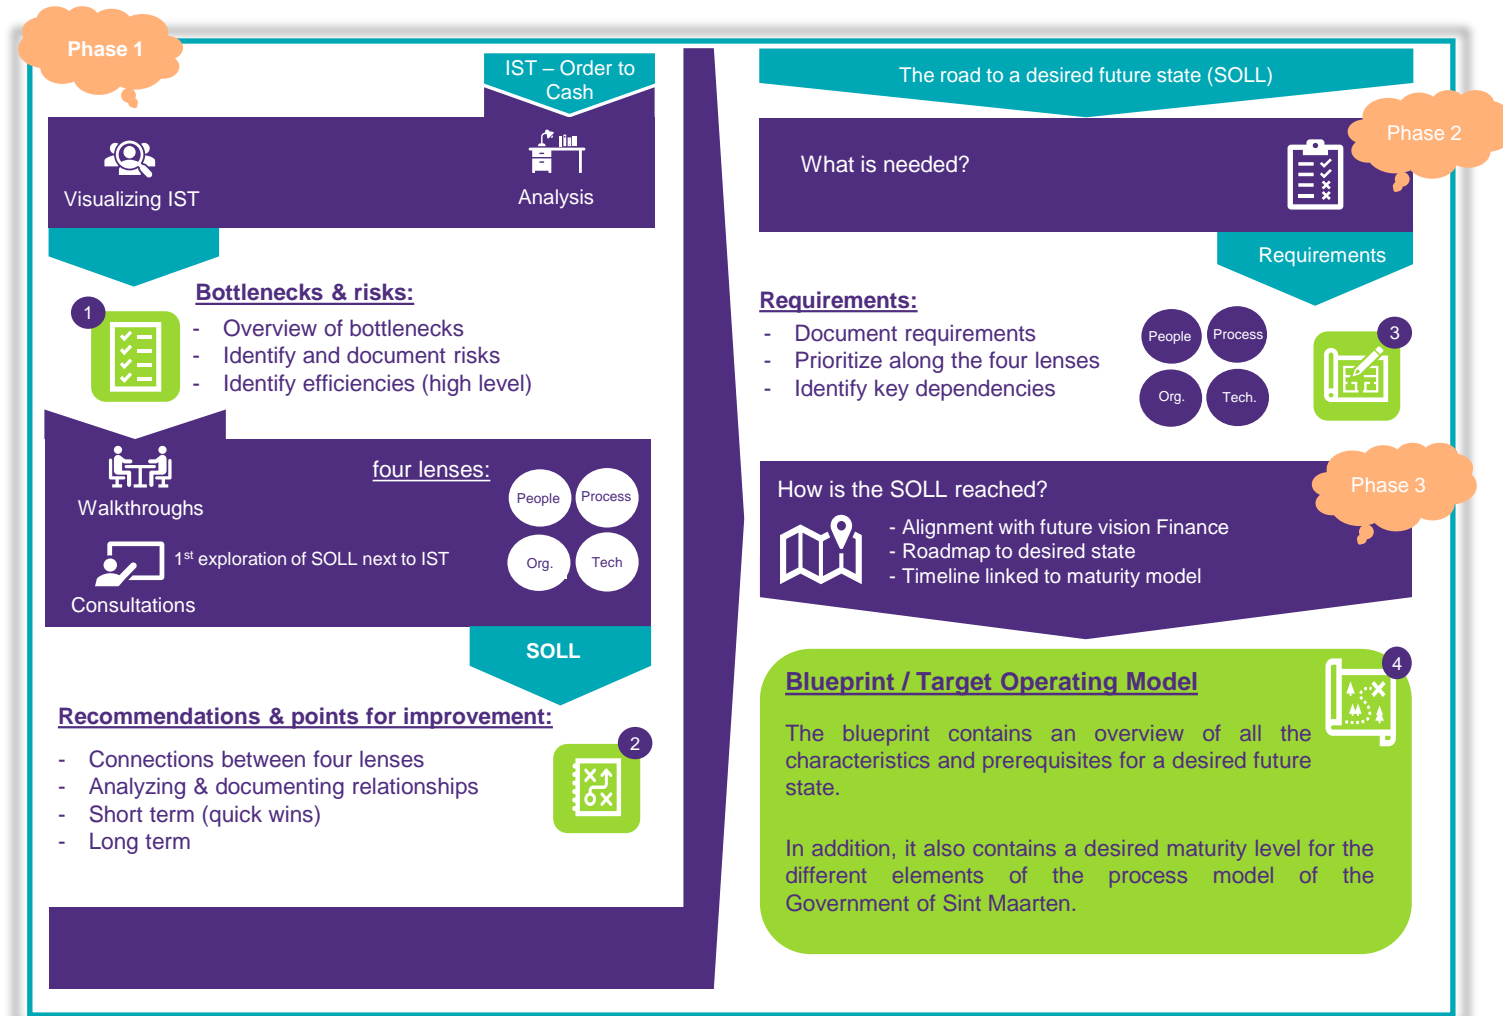 Phase 1
IST – Order to
Cash
Visualizing IST
Analysis
1
Bottlenecks & risks:
- Overview of bottlenecks
- Identify and document risks
- Identify efficiencies (high level)
Walkthroughs
four lenses:
People
Process
Org.
Tech
1st exploration of SOLL next to IST
Consultations
SOLL
Recommendations & points for improvement:
2
- Connections between four lenses
- Analyzing & documenting relationships
- Short term (quick wins)
- Long term
The road to a desired future state (SOLL)
Phase 2
What is needed?
Requirements
Requirements:
- Document requirements
- Prioritize along the four lenses
- Identify key dependencies
People
Process
Org.
Tech.
3
Phase 3
How is the SOLL reached?
- Alignment with future vision Finance
- Roadmap to desired state
- Timeline linked to maturity model
4
Blueprint / Target Operating Model
The blueprint contains an overview of all the
characteristics and prerequisites for a desired future
state.
In addition, it also contains a desired maturity level for the
different elements of the process model of the
Government of Sint Maarten.